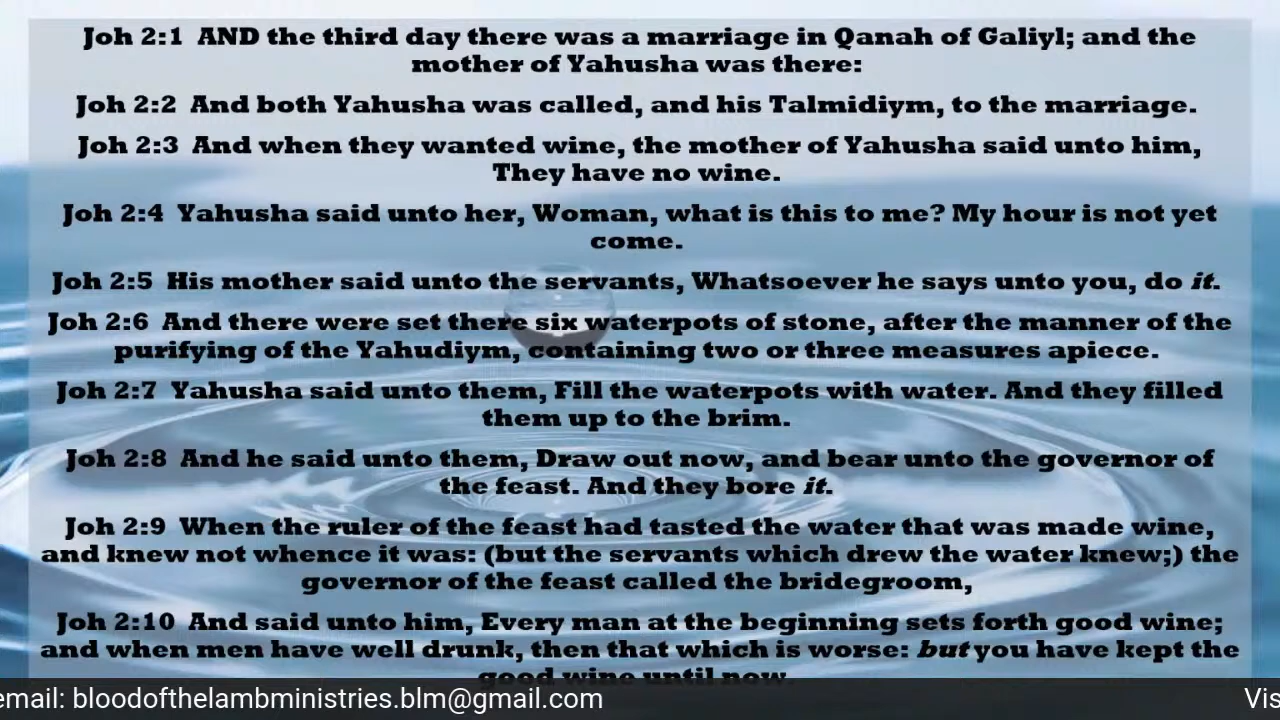 Joh 2:1 AND the third day there was a marriage in Qanah of Galiyl; and the
mother of Yahusha was there:
Joh 2:2 And both Yahusha was called, and his Talmidiym, to the marriage.
Joh 2:3 And when they wanted wine, the mother of Yahusha said unto him,
They have no wine.
Joh 2:4 Yahusha said unto her, Woman, what is this to me? My hour is not yet
come.
Joh 2:5 His mother said unto the servants, Whatsoever he says unto you, do it.
Joh 2:6 And there were set there six waterpots of stone, after the manner of the
purifying of the Yahudiym, containing two or three measures apiece.
Joh 2:7 Yahusha said unto them, Fill the waterpots with water. And they filled
them up to the brim.
Joh 2:8 And he said unto them, Draw out now, and bear unto the governor of
the feast. And they bore it.
Joh 2:9 When the ruler of the feast had tasted the water that was made wine,
and knew not whence it was: (but the servants which drew the water knew;) the
governor of the feast called the bridegroom,
Joh 2:10 And said unto him, Every man at the beginning sets forth good wine;
and when men have well drunk, then that which is worse: but you have kept the
good wine until now.
email: bloodofthelambministries.blm@gmail.com Vis